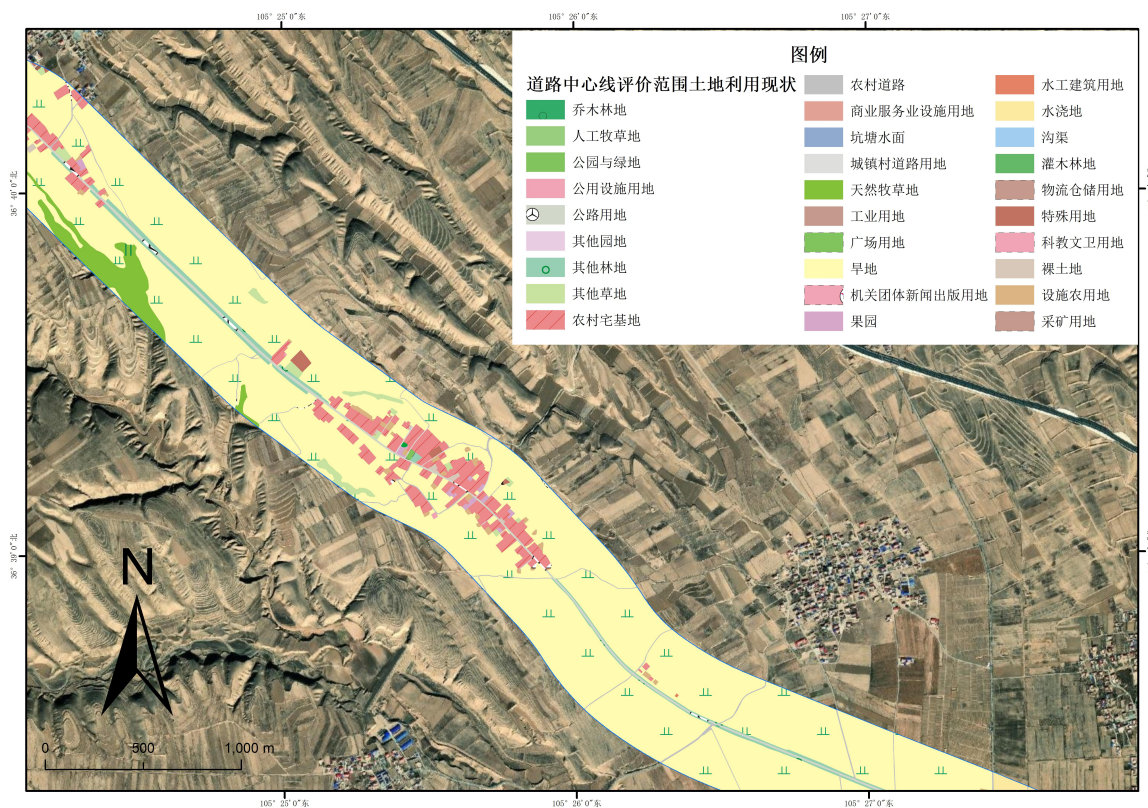 105° 25′ 0″东
105° 26′ 0″东
105° 27′ 0″东
图例
道路中心线评价范围土地利用现状
乔木林地
人工牧草地
公园与绿地
公用设施用地
公路用地
其他园地
其他林地
其他草地
农村宅基地
农村道路
商业服务业设施用地
坑塘水面
城镇村道路用地
天然牧草地
工业用地
广场用地
旱地
机关团体新闻出版用地
果园
水工建筑用地
水浇地
沟渠
灌木林地
物流仓储用地
特殊用地
科教文卫用地
裸土地
设施农用地
采矿用地
36° 40′ 0″北
36° 39′ 0″北
N
0 500 1,000 m
105° 25′ 0″东
105° 26′ 0″东
105° 27′ 0″东